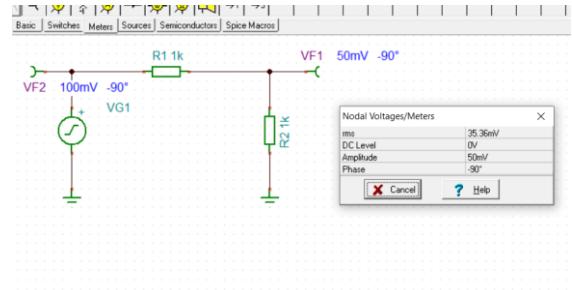 Basic Switches Meters Sources Semiconductors Spice Macros
R1 1k
VF1 50mV -90°
VF2 100mV -90°
VG1
+
R2 1k
Nodal Voltages/Meters
rms 35.36mV
DC Level 0V
Amplitude 50mV
Phase -90°
Cancel ? Help